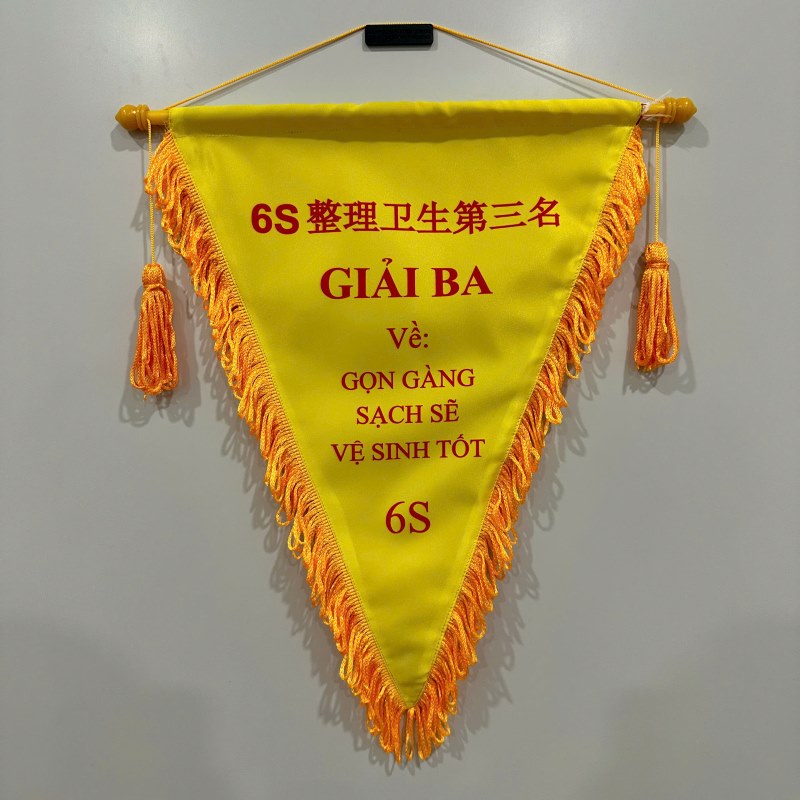 6S 整理卫生第三名
GIẢI BA
Về:
GỌN GÀNG
SẠCH SẼ
VỆ SINH TỐT
6S